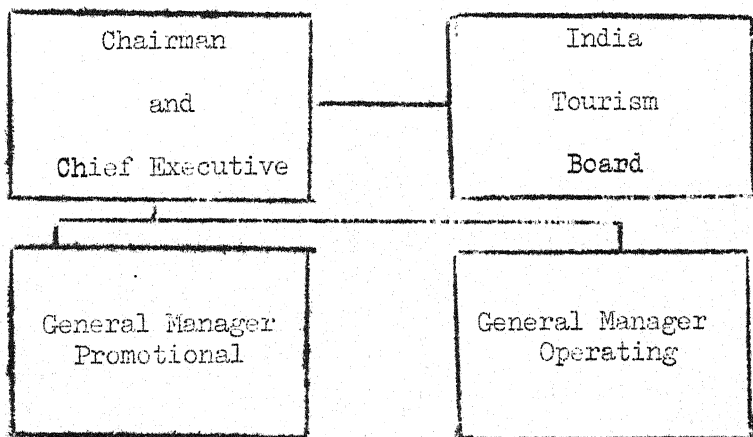 Chairman
and
Chief Executive
India
Tourism
Board
General Manager
Promotional
General Manager
Operating